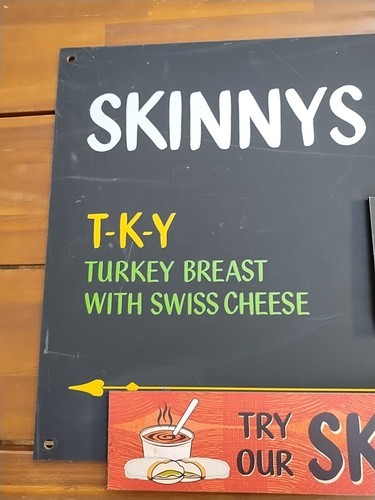 SKINNYS
T-K-Y
TURKEY BREAST
WITH SWISS CHEESE
TRY
OUR